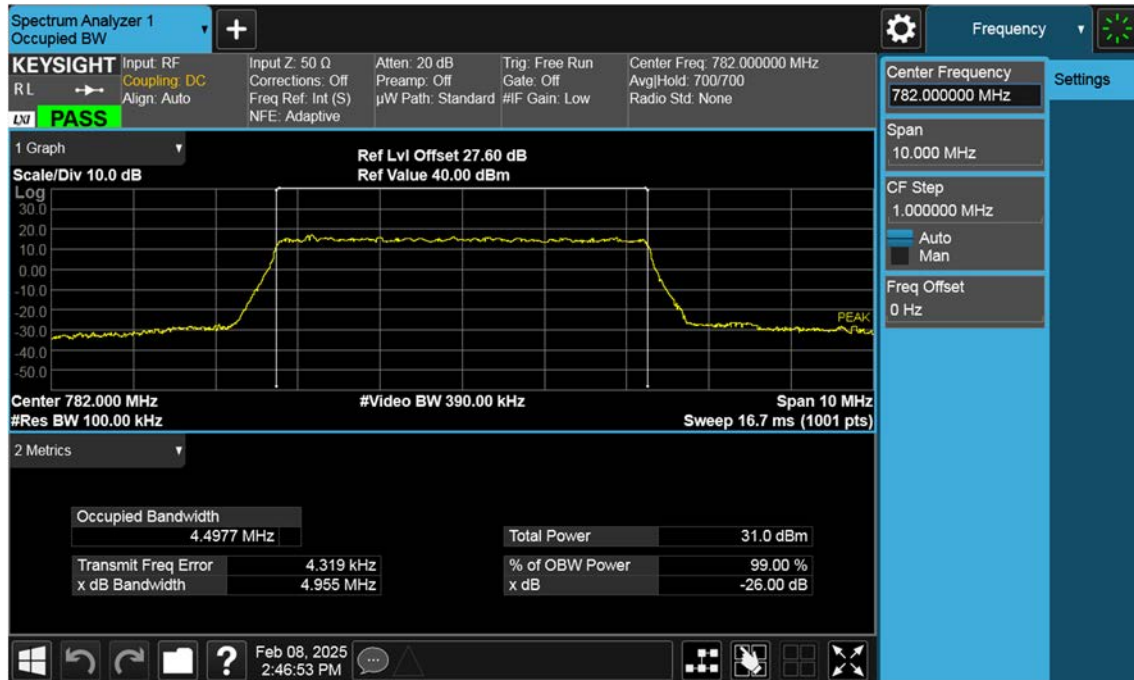 Spectrum Analyzer 1
Occupied BW
Frequency
KEYSIGHT
RL
LXI PASS
Input: RF
Coupling: DC
Align: Auto
Input Z: 50 Ω
Corrections: Off
Freq Ref: Int (S)
NFE: Adaptive
Atten: 20 dB
Preamp: Off
µW Path: Standard
Trig: Free Run
Gate: Off
#IF Gain: Low
Center Freq: 782.000000 MHz
Avg|Hold: 700/700
Radio Std: None
1 Graph
Scale/Div 10.0 dB
Ref Lvl Offset 27.60 dB
Ref Value 40.00 dBm
Log
30.0
20.0
10.0
0.00
-10.0
-20.0
-30.0
-40.0
-50.0
PEAK
Center 782.000 MHz
#Video BW 390.00 kHz
Span 10 MHz
#Res BW 100.00 kHz
Sweep 16.7 ms (1001 pts)
2 Metrics
Occupied Bandwidth
4.4977 MHz
Total Power 31.0 dBm
Transmit Freq Error 4.319 kHz
% of OBW Power 99.00 %
x dB Bandwidth 4.955 MHz
x dB -26.00 dB
?
Feb 08, 2025
2:46:53 PM
Center Frequency
782.000000 MHz
Settings
Span
10.000 MHz
CF Step
1.000000 MHz
Auto
Man
Freq Offset
0 Hz